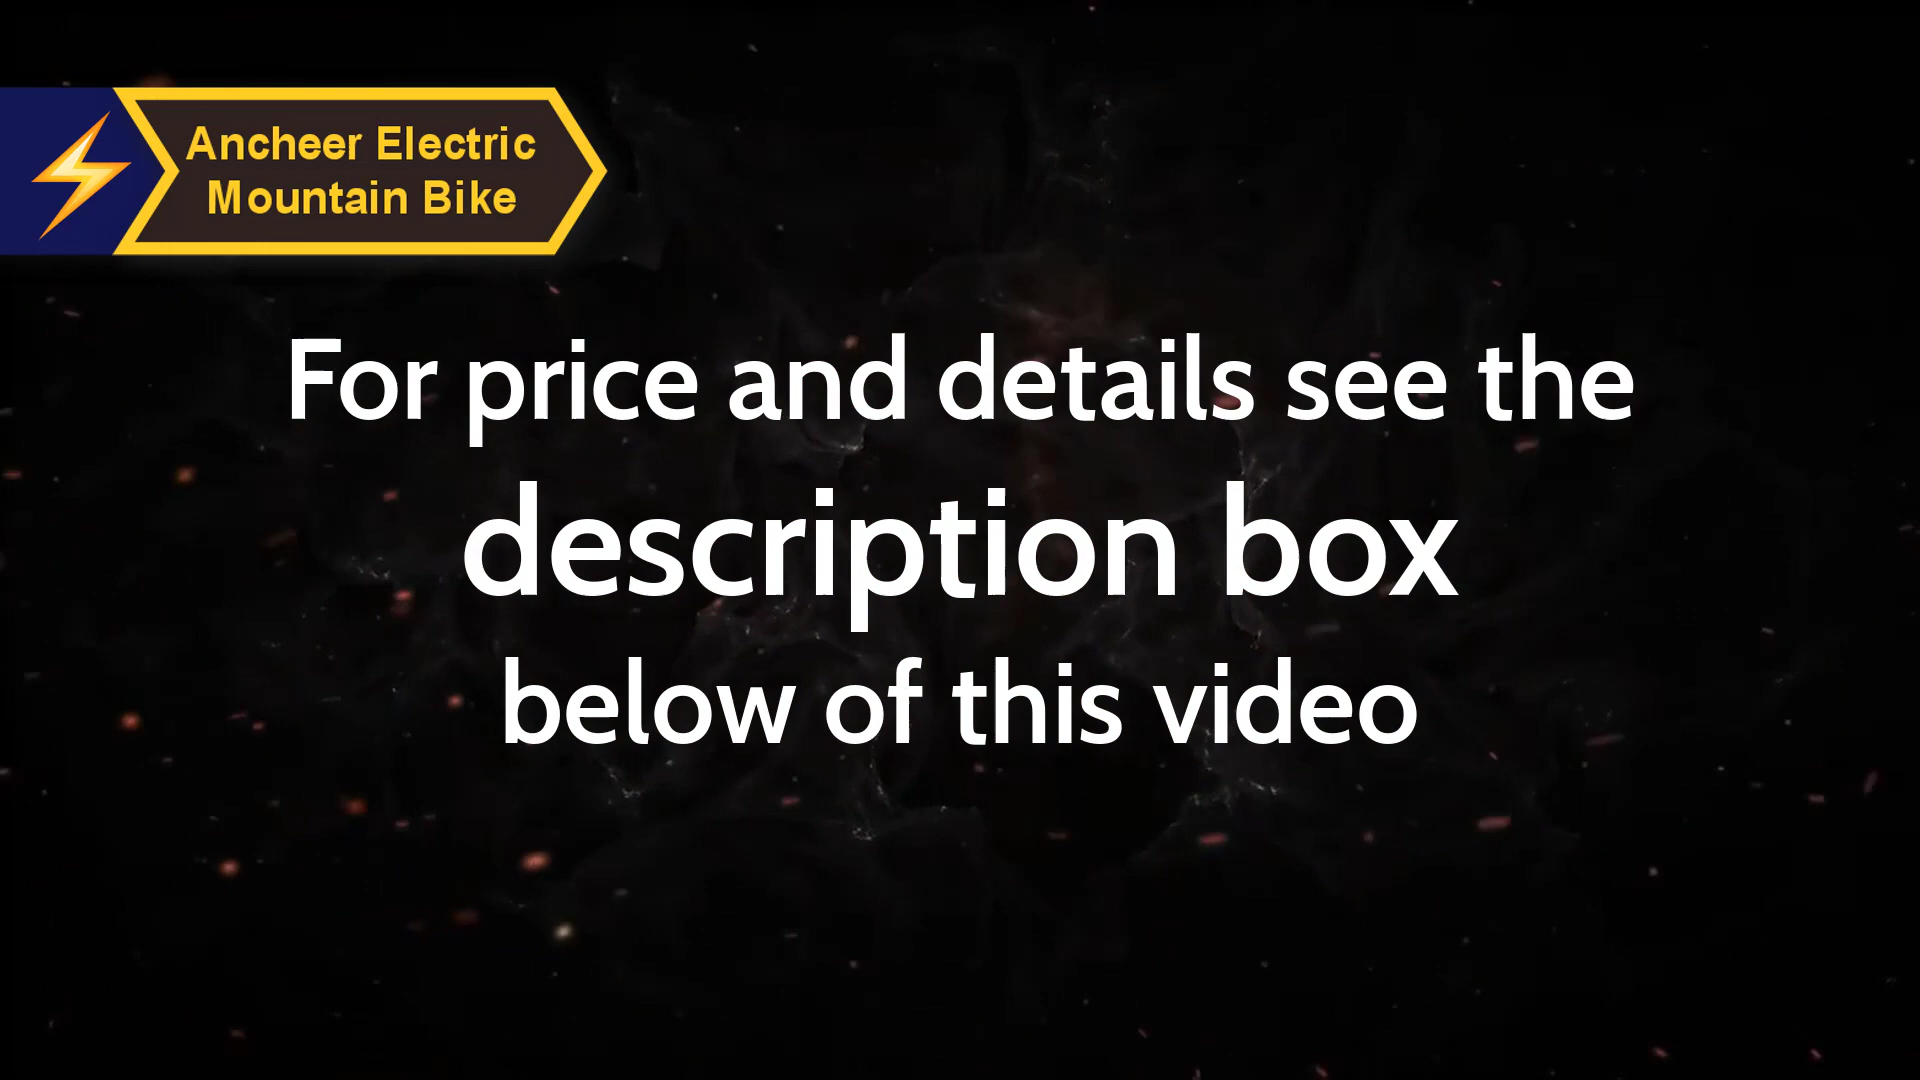 Ancheer Electric
Mountain Bike
For price and details see the
description box
below of this video